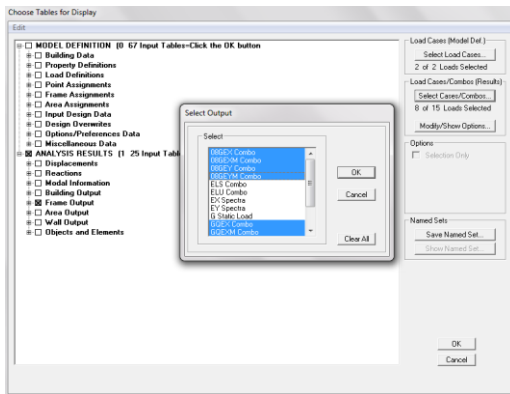 Choose Tables for Display
Edit
MODEL DEFINITION (0 67 Input Tables=Click the OK button
Building Data
Property Definitions
Load Definitions
Point Assignments
Frame Assignments
Area Assignments
Input Design Data
Design Overwrites
Options/Preferences Data
Miscellaneous Data
ANALYSIS RESULTS (1 25 Input Tabl
Displacements
Reactions
Modal Information
Building Output
Frame Output
Area Output
Wall Output
Objects and Elements
Select Output
Select
08GEX Combo
08GEXM Combo
08GEY Combo
08GEYM Combo
ELS Combo
ELU Combo
EX Spectra
EY Spectra
G Static Load
GQEX Combo
GQEXM Combo
OK
Cancel
Clear All
Load Cases (Model Def.)
Select Load Cases...
2 of 2 Loads Selected
Load Cases/Combos (Results)
Select Cases/Combos...
8 of 15 Loads Selected
Modify/Show Options...
Options
Selection Only
Named Sets
Save Named Set...
Show Named Set...
OK
Cancel